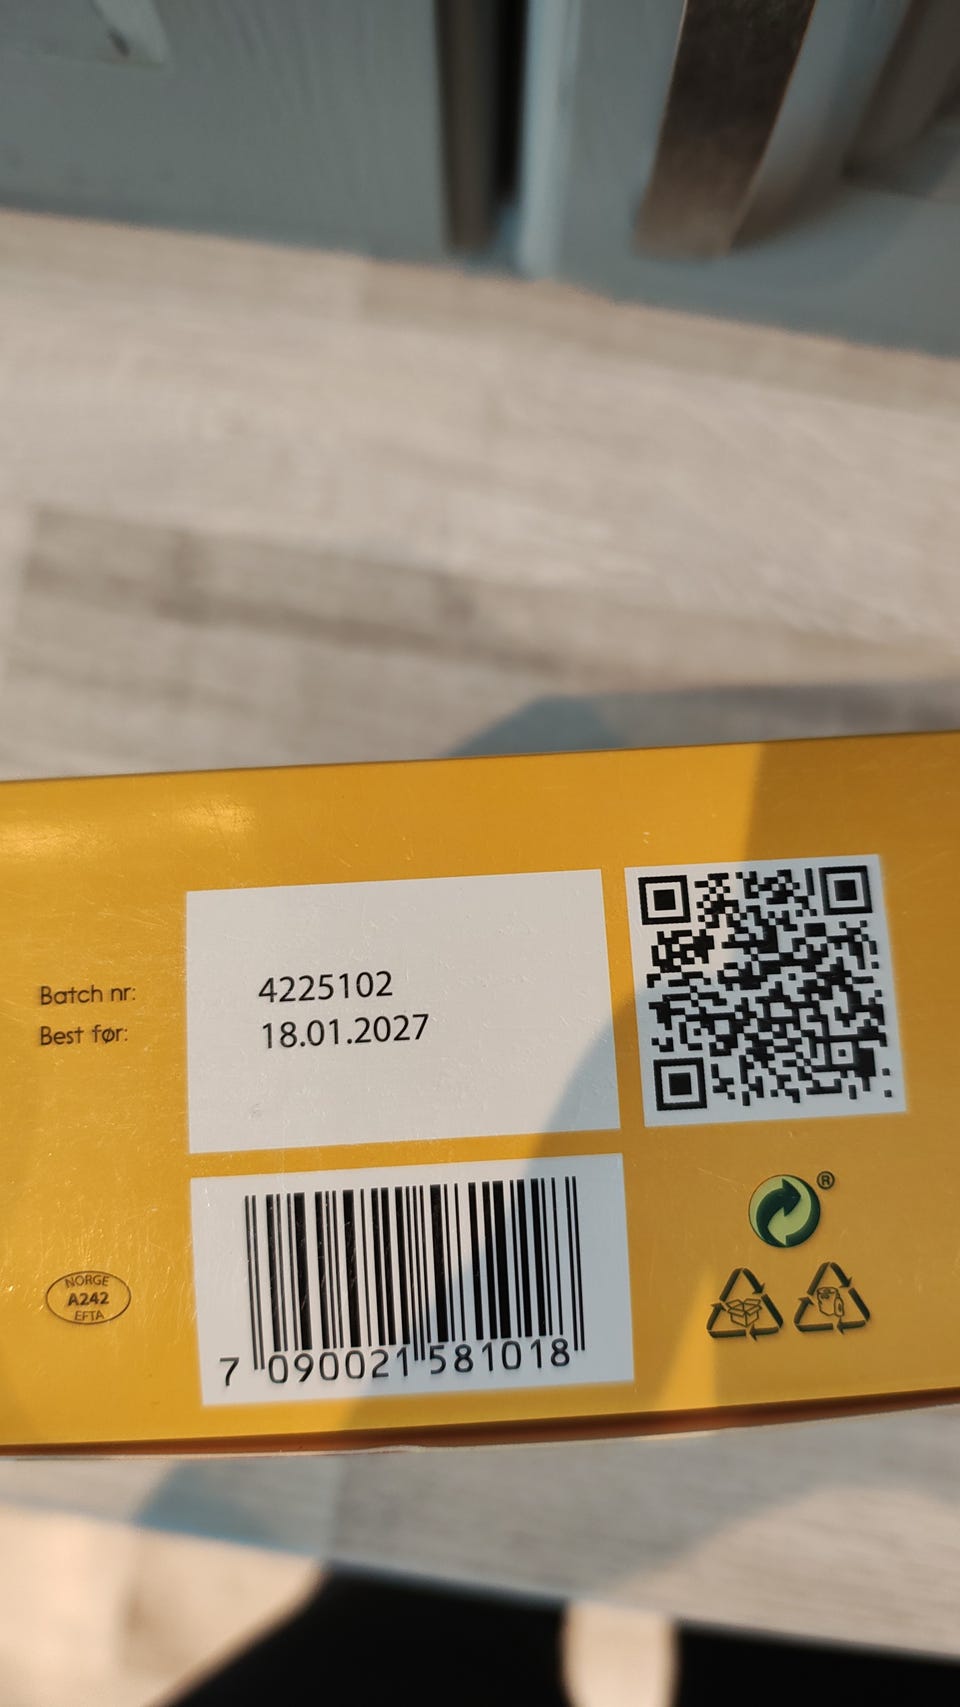 Batch nr:
4225102
Best før:
18.01.2027
7 090021 581018
NORGE
A242
EFTA
®